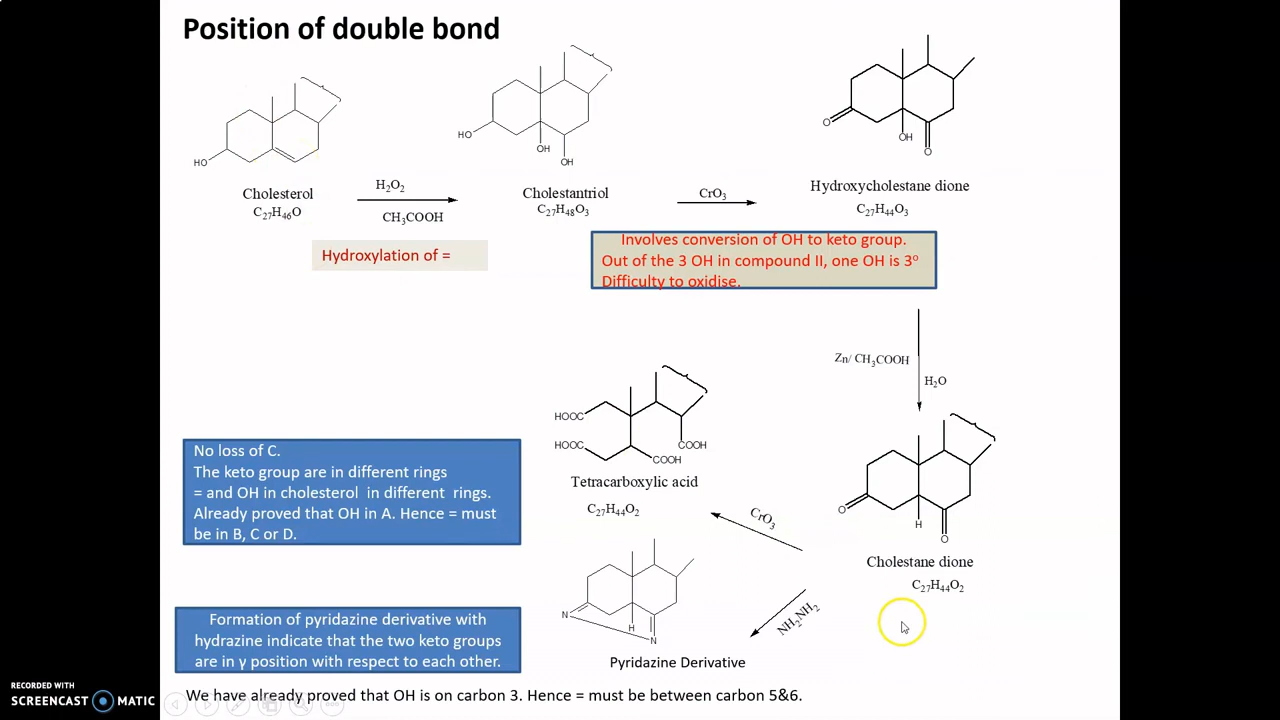 Position of double bond
HO
Cholesterol
C₂₇H₄₆O
H₂O₂
CH₃COOH
HO
OH
OH
Cholestantriol
C₂₇H₄₈O₃
CrO₃
O
OH
O
Hydroxycholestane dione
C₂₇H₄₄O₃
Hydroxylation of =
Involves conversion of OH to keto group.
Out of the 3 OH in compound II, one OH is 3º
Difficulty to oxidise.
Zn/ CH₃COOH
H₂O
HOOC
HOOC
COOH
COOH
Tetracarboxylic acid
C₂₇H₄₄O₂
O
H
O
Cholestane dione
C₂₇H₄₄O₂
CrO₃
NH₂NH₂
No loss of C.
The keto group are in different rings
= and OH in cholesterol in different rings.
Already proved that OH in A. Hence = must
be in B, C or D.
N
H
N
Pyridazine Derivative
Formation of pyridazine derivative with
hydrazine indicate that the two keto groups
are in γ position with respect to each other.
We have already proved that OH is on carbon 3. Hence = must be between carbon 5&6.
RECORDED WITH
SCREENCAST MATIC